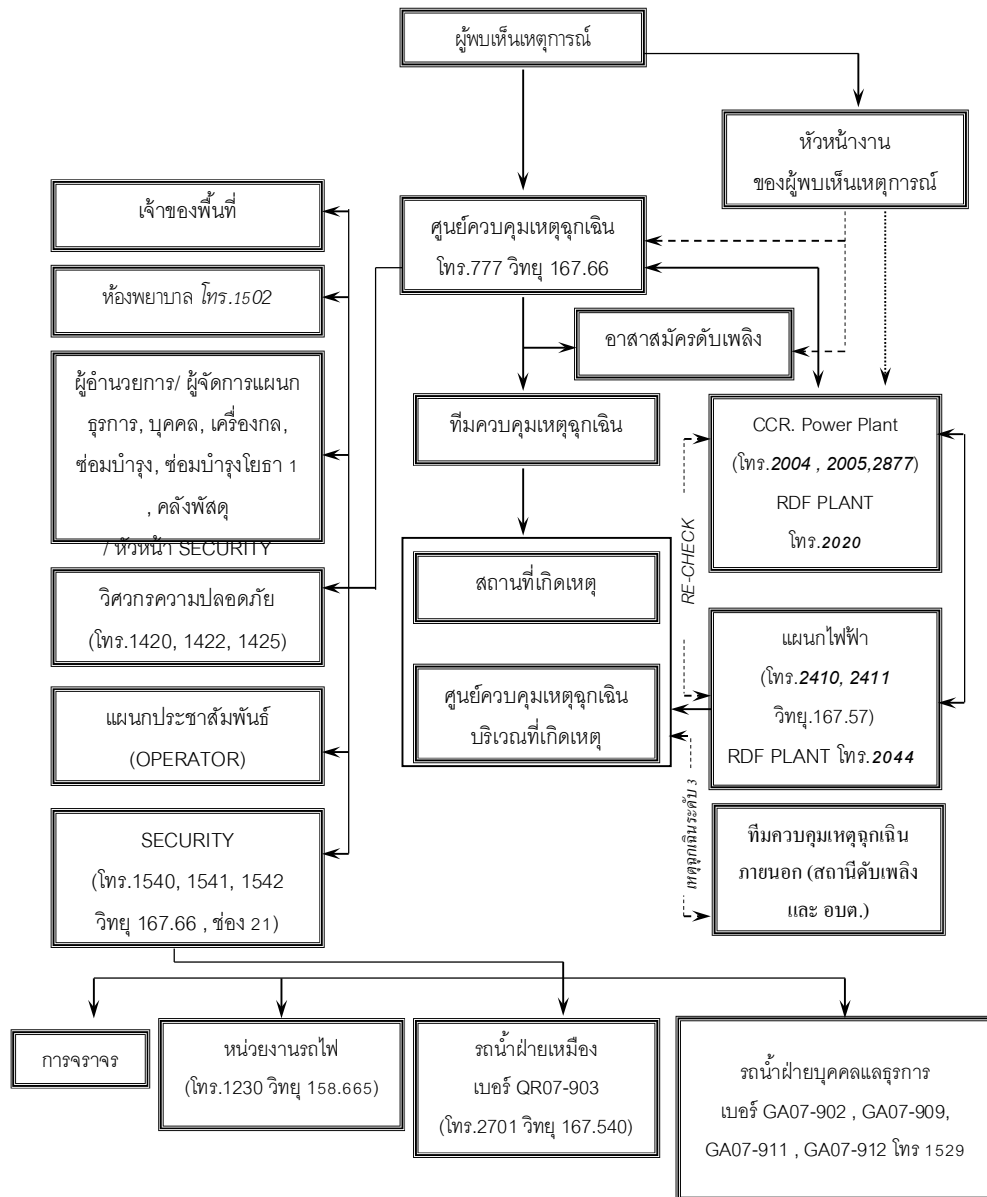 ผู้พบเห็นเหตุการณ์
หัวหน้างาน
ของผู้พบเห็นเหตุการณ์
เจ้าของพื้นที่
ศูนย์ควบคุมเหตุฉุกเฉิน
โทร.777 วิทยุ 167.66
ห้องพยาบาล โทร.1502
อาสาสมัครดับเพลิง
ผู้อำนวยการ/ ผู้จัดการแผนก
ธุรการ, บุคคล, เครื่องกล,
ซ่อมบำรุง, ซ่อมบำรุงโยธา 1
, คลังพัสดุ
/ หัวหน้า SECURITY
ทีมควบคุมเหตุฉุกเฉิน
CCR. Power Plant
(โทร.2004 , 2005,2877)
RDF PLANT
โทร.2020
RE-CHECK
สถานที่เกิดเหตุ
วิศวกรความปลอดภัย
(โทร.1420, 1422, 1425)
แผนกไฟฟ้า
(โทร.2410, 2411
วิทยุ.167.57)
RDF PLANT โทร.2044
ศูนย์ควบคุมเหตุฉุกเฉิน
บริเวณที่เกิดเหตุ
แผนกประชาสัมพันธ์
(OPERATOR)
เหตุฉุกเฉินระดับ 3
ทีมควบคุมเหตุฉุกเฉิน
ภายนอก (สถานีดับเพลิง
และ อบต.)
SECURITY
(โทร.1540, 1541, 1542
วิทยุ 167.66 , ช่อง 21)
การจราจร
หน่วยงานรถไฟ
(โทร.1230 วิทยุ 158.665)
รถน้ำฝ่ายเหมือง
เบอร์ QR07-903
(โทร.2701 วิทยุ 167.540)
รถน้ำฝ่ายบุคคลแลธุรการ
เบอร์ GA07-902 , GA07-909,
GA07-911 , GA07-912 โทร 1529